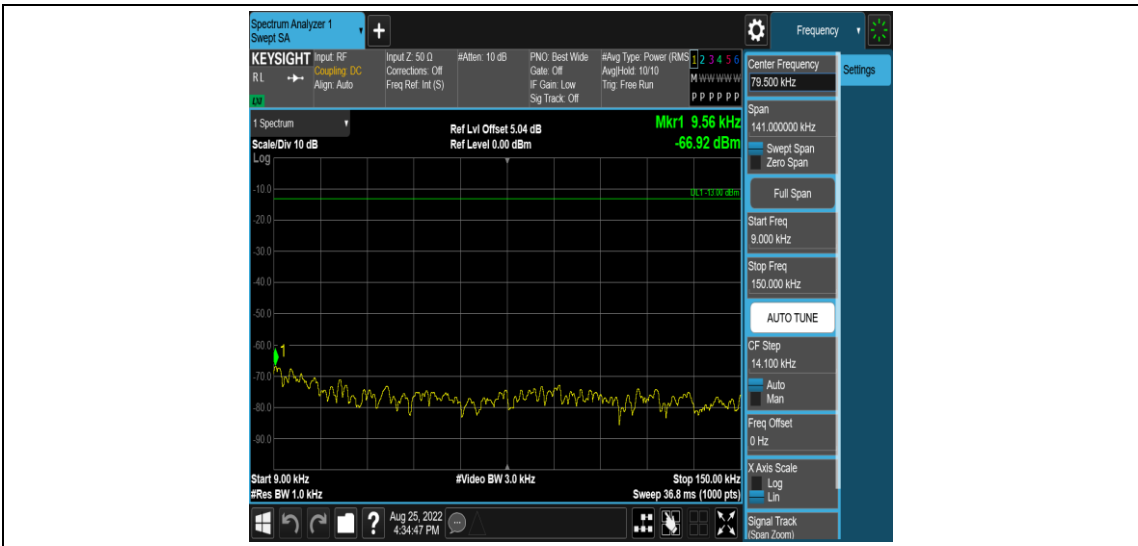 Spectrum Analyzer 1
Swept SA
Frequency
KEYSIGHT
RL
LXI
Input: RF
Coupling: DC
Align: Auto
Input Z: 50 Ω
Corrections: Off
Freq Ref: Int (S)
#Atten: 10 dB
PNO: Best Wide
Gate: Off
IF Gain: Low
Sig Track: Off
#Avg Type: Power (RMS
Avg|Hold: 10/10
Trig: Free Run
1 2 3 4 5 6
M W W W W W
P P P P P P
1 Spectrum
Scale/Div 10 dB
Log
Ref Lvl Offset 5.04 dB
Ref Level 0.00 dBm
Mkr1 9.56 kHz
-66.92 dBm
DL1 -13.00 dBm
-10.0
-20.0
-30.0
-40.0
-50.0
-60.0
1
-70.0
-80.0
-90.0
Start 9.00 kHz
#Res BW 1.0 kHz
#Video BW 3.0 kHz
Stop 150.00 kHz
Sweep 36.8 ms (1000 pts)
Aug 25, 2022
4:34:47 PM
Center Frequency
79.500 kHz
Settings
Span
141.000000 kHz
Swept Span
Zero Span
Full Span
Start Freq
9.000 kHz
Stop Freq
150.000 kHz
AUTO TUNE
CF Step
14.100 kHz
Auto
Man
Freq Offset
0 Hz
X Axis Scale
Log
Lin
Signal Track
(Span Zoom)